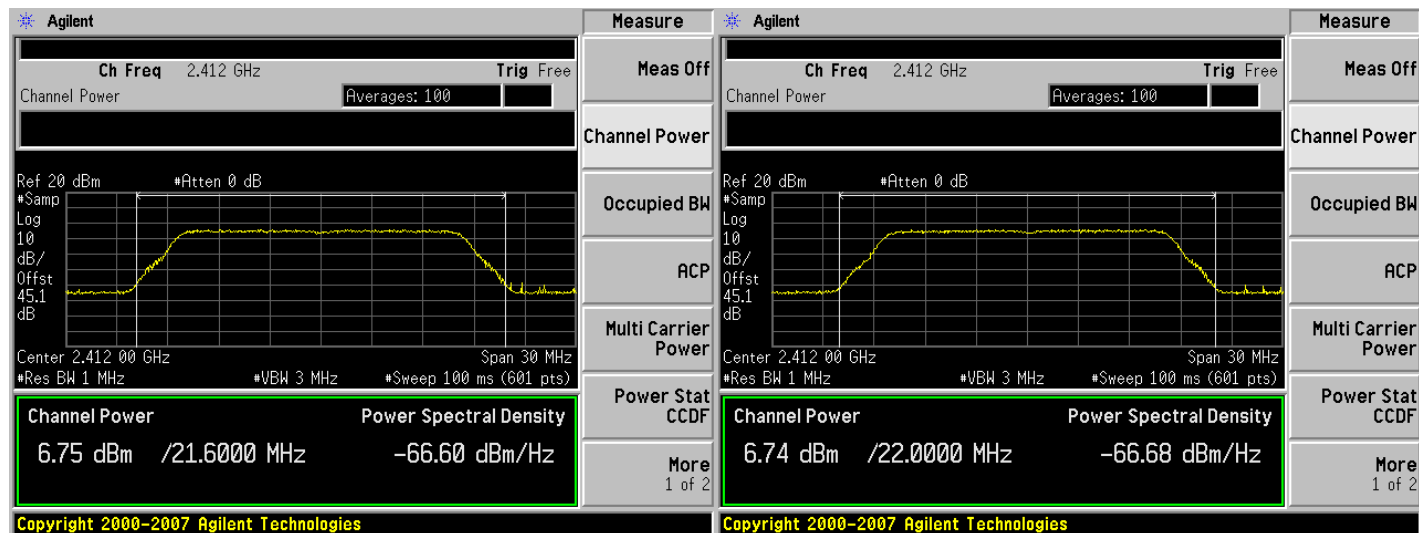 Agilent
Measure
Ch Freq 2.412 GHz Trig Free
Meas Off
Channel Power Averages: 100
Channel Power
Ref 20 dBm #Atten 0 dB
#Samp
Log
10
dB/
Offst
45.1
dB
Occupied BW
ACP
Multi Carrier
Power
Center 2.412 00 GHz Span 30 MHz
#Res BW 1 MHz #VBW 3 MHz #Sweep 100 ms (601 pts)
Power Stat
CCDF
Channel Power Power Spectral Density
6.75 dBm /21.6000 MHz -66.60 dBm/Hz
More
1 of 2
Copyright 2000-2007 Agilent Technologies
Agilent
Measure
Ch Freq 2.412 GHz Trig Free
Meas Off
Channel Power Averages: 100
Channel Power
Ref 20 dBm #Atten 0 dB
#Samp
Log
10
dB/
Offst
45.1
dB
Occupied BW
ACP
Multi Carrier
Power
Center 2.412 00 GHz Span 30 MHz
#Res BW 1 MHz #VBW 3 MHz #Sweep 100 ms (601 pts)
Power Stat
CCDF
Channel Power Power Spectral Density
6.74 dBm /22.0000 MHz -66.68 dBm/Hz
More
1 of 2
Copyright 2000-2007 Agilent Technologies